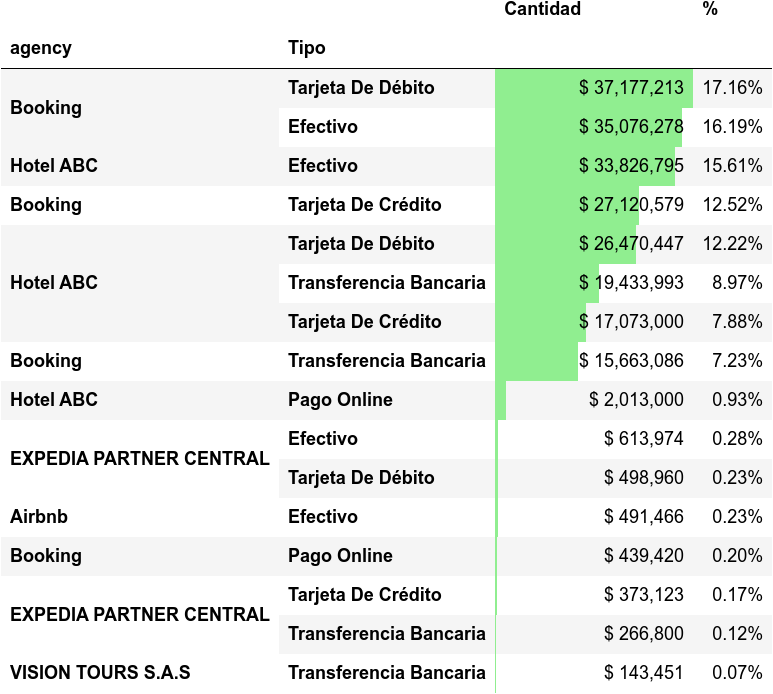 Cantidad %
agency Tipo
Booking Tarjeta De Débito $ 37,177,213 17.16%
Efectivo $ 35,076,278 16.19%
Hotel ABC Efectivo $ 33,826,795 15.61%
Booking Tarjeta De Crédito $ 27,120,579 12.52%
Hotel ABC Tarjeta De Débito $ 26,470,447 12.22%
Transferencia Bancaria $ 19,433,993 8.97%
Tarjeta De Crédito $ 17,073,000 7.88%
Booking Transferencia Bancaria $ 15,663,086 7.23%
Hotel ABC Pago Online $ 2,013,000 0.93%
EXPEDIA PARTNER CENTRAL Efectivo $ 613,974 0.28%
Tarjeta De Débito $ 498,960 0.23%
Airbnb Efectivo $ 491,466 0.23%
Booking Pago Online $ 439,420 0.20%
EXPEDIA PARTNER CENTRAL Tarjeta De Crédito $ 373,123 0.17%
Transferencia Bancaria $ 266,800 0.12%
VISION TOURS S.A.S Transferencia Bancaria $ 143,451 0.07%